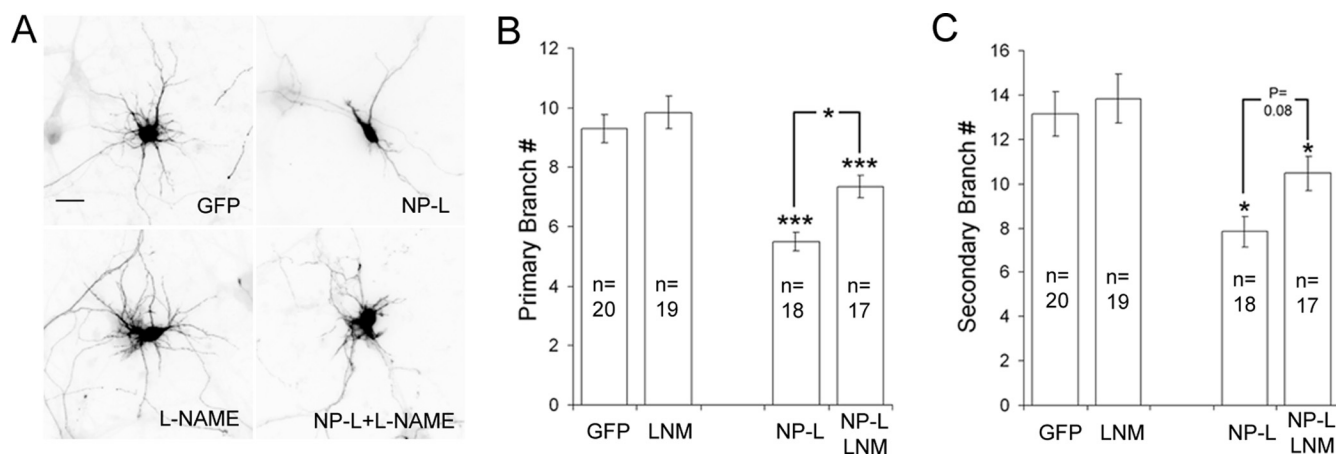 A
GFP
NP-L
L-NAME
NP-L+L-NAME
B
Primary Branch #
12
10
8
6
4
2
0
*
***
***
n=
20
n=
19
n=
18
n=
17
GFP
LNM
NP-L
NP-L
LNM
C
Secondary Branch #
16
14
12
10
8
6
4
2
0
P=
0.08
*
*
n=
20
n=
19
n=
18
n=
17
GFP
LNM
NP-L
NP-L
LNM